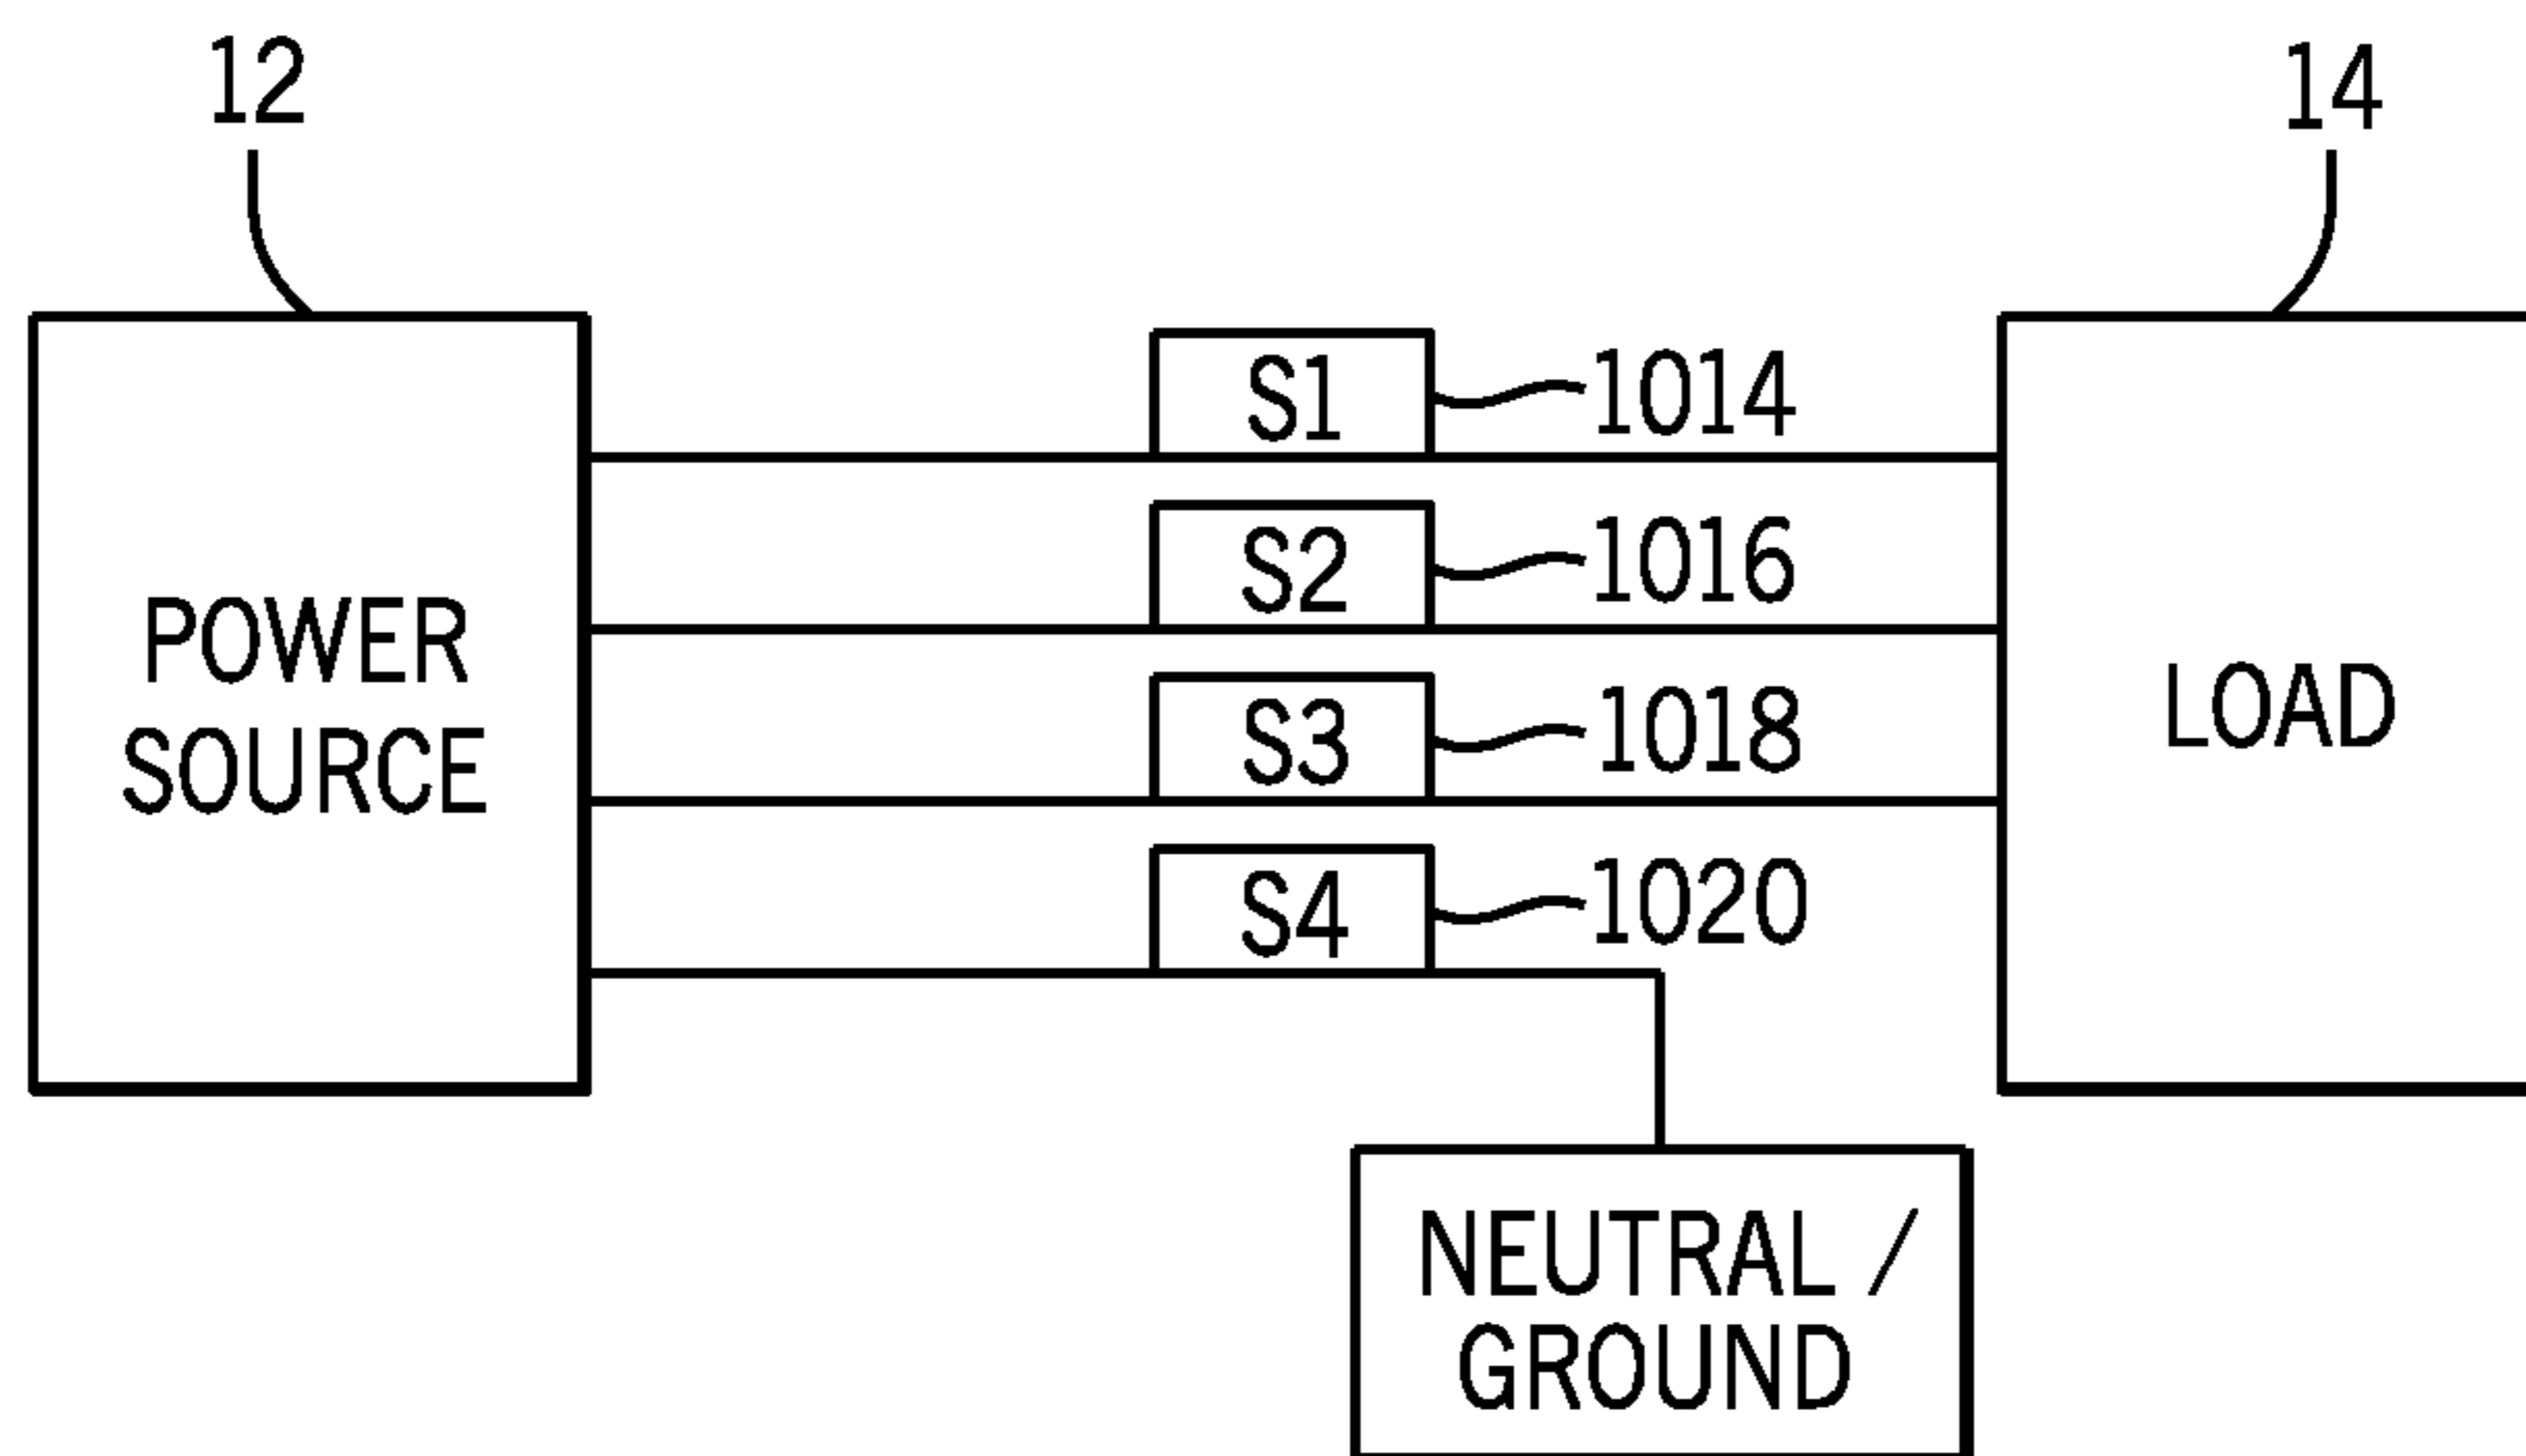 12
14
S1
1014
S2
1016
POWER
SOURCE
S3
1018
LOAD
S4
1020
NEUTRAL /
GROUND